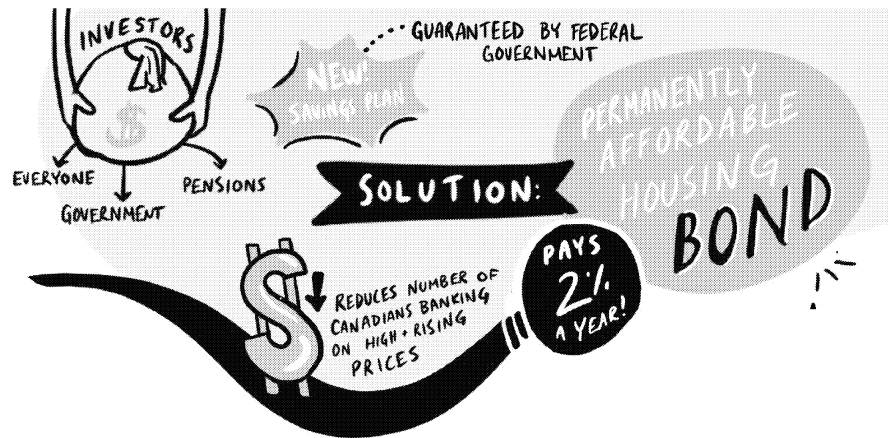 INVESTORS
$
EVERYONE
GOVERNMENT
PENSIONS
NEW!
SAVINGS PLAN
GUARANTEED BY FEDERAL
GOVERNMENT
SOLUTION:
PERMANENTLY
AFFORDABLE
HOUSING
BOND
PAYS
2%
A YEAR!
$
REDUCES NUMBER OF
CANADIANS BANKING
ON HIGH + RISING
PRICES